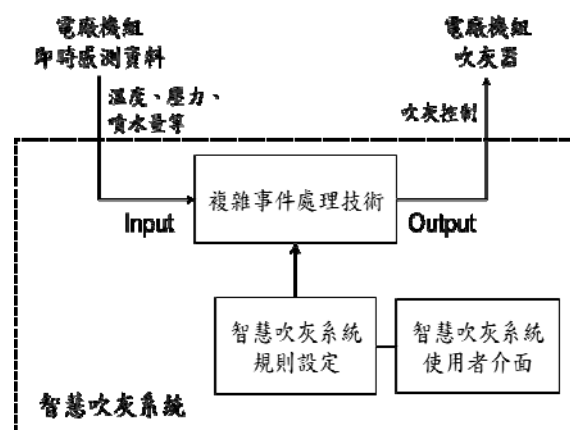 電廠機組
即時感測資料
電廠機組
吹灰器
溫度、壓力、
噴水量等
吹灰控制
複雜事件處理技術
Input
Output
智慧吹灰系統
規則設定
智慧吹灰系統
使用者介面
智慧吹灰系統